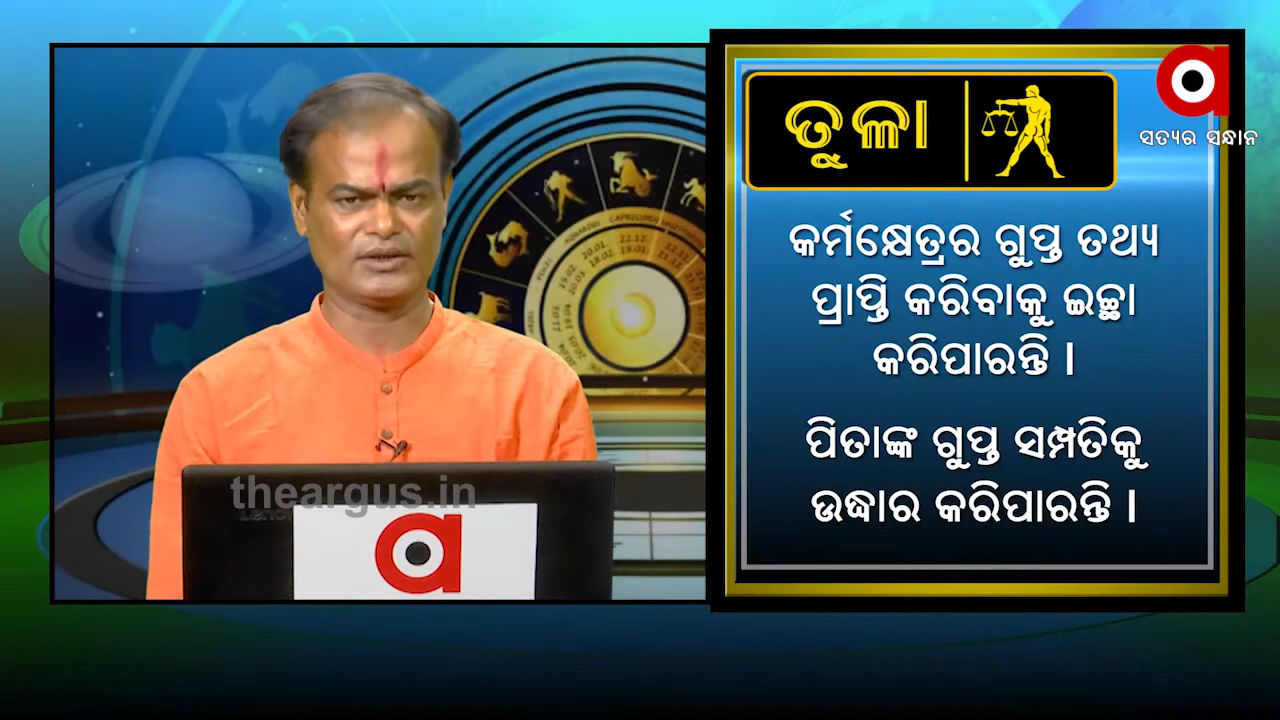 ତୁଳା
ସତ୍ୟର ସନ୍ଧାନ
କର୍ମକ୍ଷେତ୍ରର ଗୁପ୍ତ ତଥ୍ୟ
ପ୍ରାପ୍ତି କରିବାକୁ ଇଚ୍ଛା
କରିପାରନ୍ତି ।
ପିତାଙ୍କ ଗୁପ୍ତ ସମ୍ପତିକୁ
ଉଦ୍ଧାର କରିପାରନ୍ତି ।
theargus.in